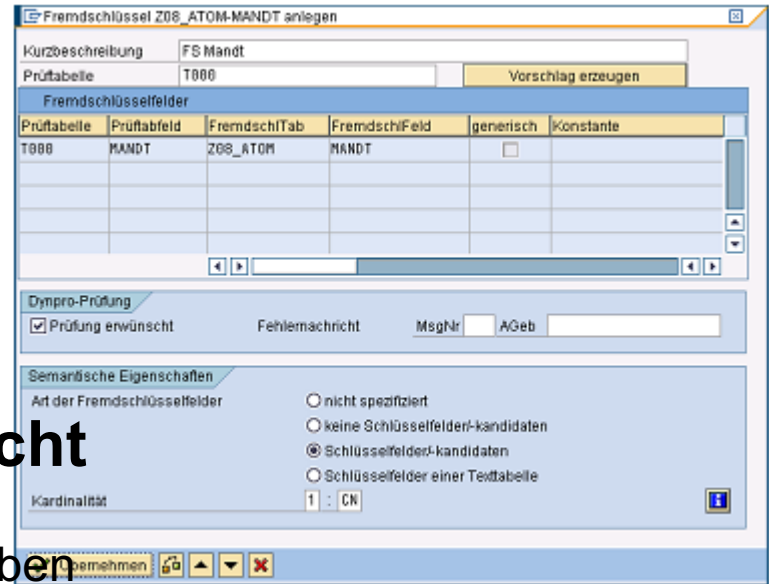 Fremdschlüssel Z08_ATOM-MANDT anlegen
Kurzbeschreibung FS Mandt
Prüftabelle T000 Vorschlag erzeugen
Fremdschlüsselfelder
Prüftabelle Prüftabfeld FremdschlTab FremdschlFeld generisch Konstante
T000 MANDT Z08_ATOM MANDT
Dynpro-Prüfung
Prüfung erwünscht Fehlernachricht MsgNr AGeb
Semantische Eigenschaften
Art der Fremdschlüsselfelder nicht spezifiziert
keine Schlüsselfelder/-kandidaten
cht
Schlüsselfelder/-kandidaten
Schlüsselfelder einer Texttabelle
Kardinalität 1 : CN
ben
Übernehmen